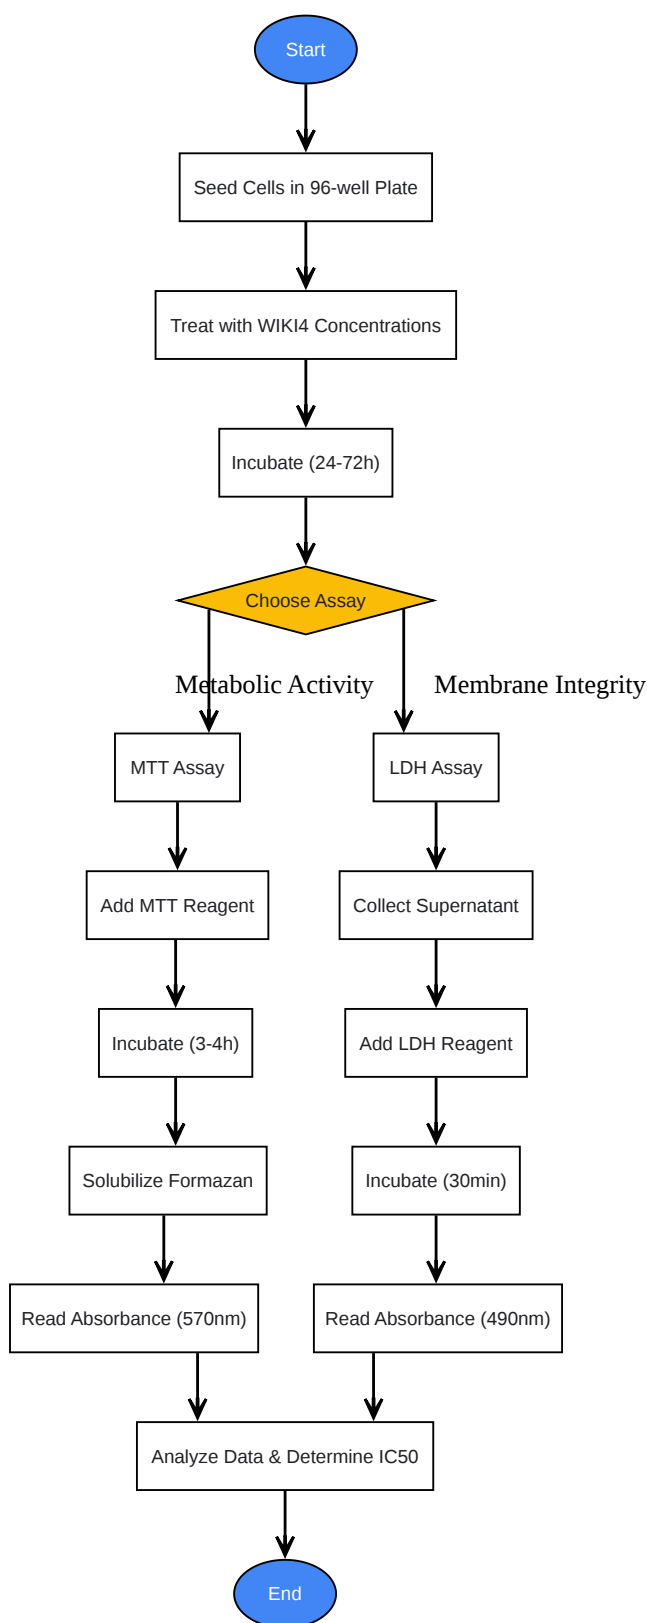 Start
Seed Cells in 96-well Plate
Treat with WIKI4 Concentrations
Incubate (24-72h)
Choose Assay
Metabolic Activity
Membrane Integrity
MTT Assay
LDH Assay
Add MTT Reagent
Collect Supernatant
Incubate (3-4h)
Add LDH Reagent
Solubilize Formazan
Incubate (30min)
Read Absorbance (570nm)
Read Absorbance (490nm)
Analyze Data & Determine IC50
End